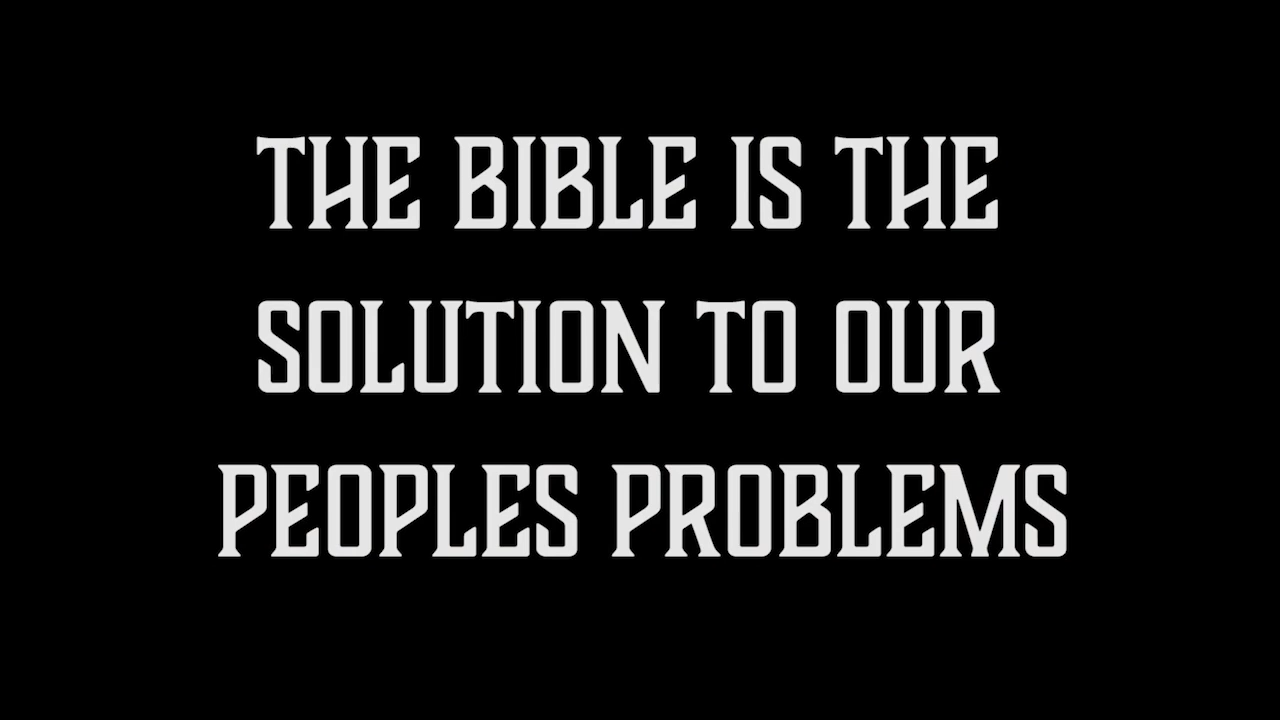 THE BIBLE IS THE
SOLUTION TO OUR
PEOPLES PROBLEMS